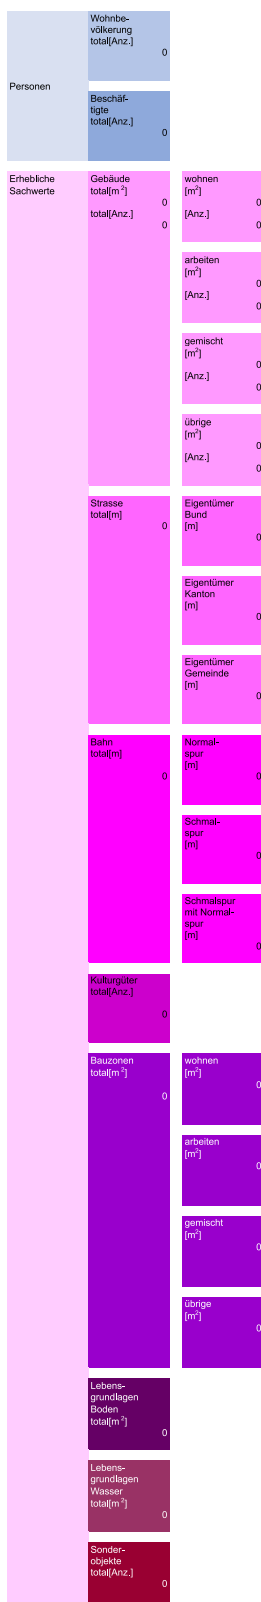 Personen
Wohnbe-
völkerung
total[Anz.]
0
Beschäf-
tigte
total[Anz.]
0
Erhebliche
Sachwerte
Gebäude
total[m²]
0
total[Anz.]
0
wohnen
[m²]
0
[Anz.]
0
arbeiten
[m²]
0
[Anz.]
0
gemischt
[m²]
0
[Anz.]
0
übrige
[m²]
0
[Anz.]
0
Strasse
total[m]
0
Eigentümer
Bund
[m]
0
Eigentümer
Kanton
[m]
0
Eigentümer
Gemeinde
[m]
0
Bahn
total[m]
0
Normal-
spur
[m]
0
Schmal-
spur
[m]
0
Schmalspur
mit Normal-
spur
[m]
0
Kulturgüter
total[Anz.]
0
Bauzonen
total[m²]
0
wohnen
[m²]
0
arbeiten
[m²]
0
gemischt
[m²]
0
übrige
[m²]
0
Lebens-
grundlagen
Boden
total[m²]
0
Lebens-
grundlagen
Wasser
total[m²]
0
Sonder-
objekte
total[Anz.]
0